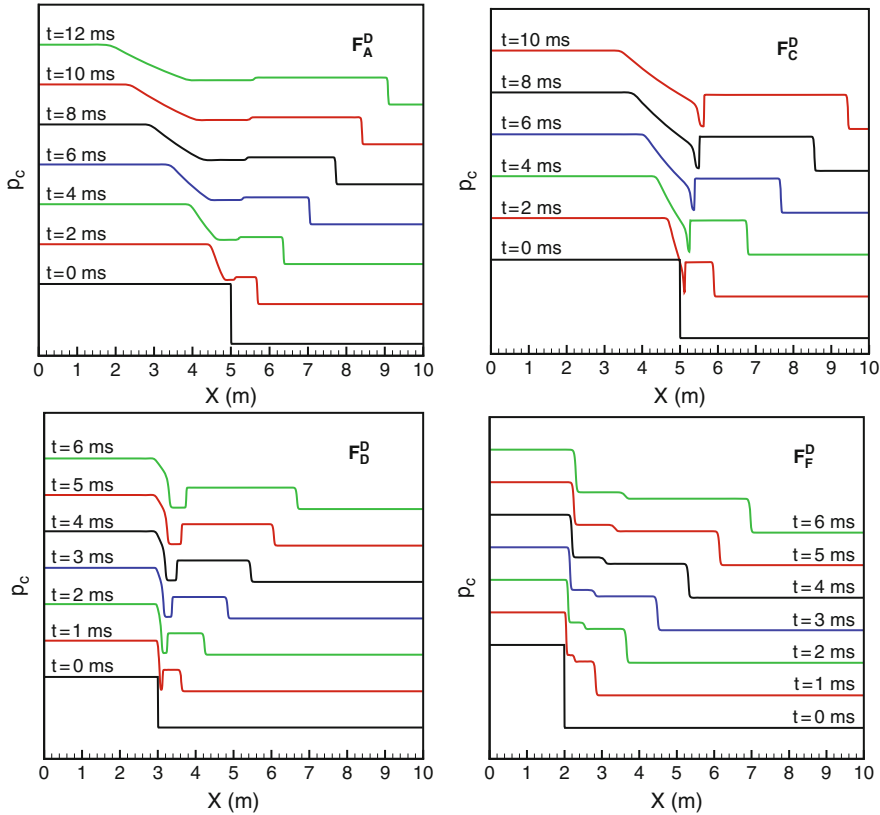 t=12 ms
t=10 ms
t=8 ms
t=6 ms
t=4 ms
t=2 ms
t=0 ms
F_A^D
p_c
0 1 2 3 4 5 6 7 8 9 10
X (m)
t=10 ms
t=8 ms
t=6 ms
t=4 ms
t=2 ms
t=0 ms
F_C^D
p_c
0 1 2 3 4 5 6 7 8 9 10
X (m)
t=6 ms
t=5 ms
t=4 ms
t=3 ms
t=2 ms
t=1 ms
t=0 ms
F_D^D
p_c
0 1 2 3 4 5 6 7 8 9 10
X (m)
F_F^D
t=6 ms
t=5 ms
t=4 ms
t=3 ms
t=2 ms
t=1 ms
t=0 ms
p_c
0 1 2 3 4 5 6 7 8 9 10
X (m)